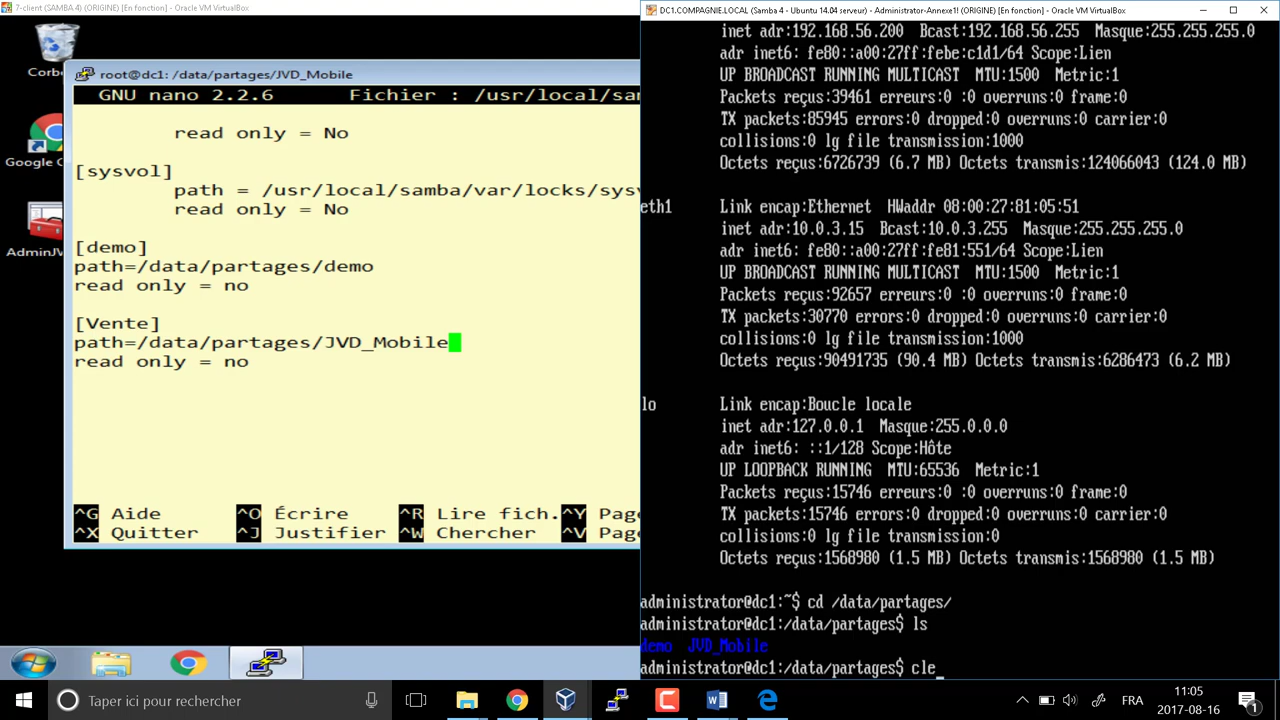 7-client (SAMBA 4) (ORIGINE) [En fonction] - Oracle VM VirtualBox
Corb
Google C
AdminJV
root@dc1: /data/partages/JVD_Mobile
GNU nano 2.2.6 Fichier : /usr/local/sam
read only = No
[sysvol]
path = /usr/local/samba/var/locks/sysv
read only = No
[demo]
path=/data/partages/demo
read only = no
[Vente]
path=/data/partages/JVD_Mobile
read only = no
^G Aide ^O Écrire ^R Lire fich. ^Y Page
^X Quitter ^J Justifier ^W Chercher ^V Page
DC1.COMPAGNIE.LOCAL (Samba 4 - Ubuntu 14.04 serveur) - Administrator-Annexe1! (ORIGINE) [En fonction] - Oracle VM VirtualBox
inet adr:192.168.56.200 Bcast:192.168.56.255 Masque:255.255.255.0
adr inet6: fe80::a00:27ff:febe:c1d1/64 Scope:Lien
UP BROADCAST RUNNING MULTICAST MTU:1500 Metric:1
Packets reçus:39461 erreurs:0 :0 overruns:0 frame:0
TX packets:85945 errors:0 dropped:0 overruns:0 carrier:0
collisions:0 lg file transmission:1000
Octets reçus:6726739 (6.7 MB) Octets transmis:124066043 (124.0 MB)
eth1 Link encap:Ethernet HWaddr 08:00:27:81:05:51
inet adr:10.0.3.15 Bcast:10.0.3.255 Masque:255.255.255.0
adr inet6: fe80::a00:27ff:fe81:551/64 Scope:Lien
UP BROADCAST RUNNING MULTICAST MTU:1500 Metric:1
Packets reçus:92657 erreurs:0 :0 overruns:0 frame:0
TX packets:30770 errors:0 dropped:0 overruns:0 carrier:0
collisions:0 lg file transmission:1000
Octets reçus:90491735 (90.4 MB) Octets transmis:6286473 (6.2 MB)
lo Link encap:Boucle locale
inet adr:127.0.0.1 Masque:255.0.0.0
adr inet6: ::1/128 Scope:Hôte
UP LOOPBACK RUNNING MTU:65536 Metric:1
Packets reçus:15746 erreurs:0 :0 overruns:0 frame:0
TX packets:15746 errors:0 dropped:0 overruns:0 carrier:0
collisions:0 lg file transmission:0
Octets reçus:1568980 (1.5 MB) Octets transmis:1568980 (1.5 MB)
administrator@dc1:~$ cd /data/partages/
administrator@dc1:/data/partages$ ls
demo JVD_Mobile
administrator@dc1:/data/partages$ cle_
Taper ici pour rechercher
FRA
11:05
2017-08-16
1